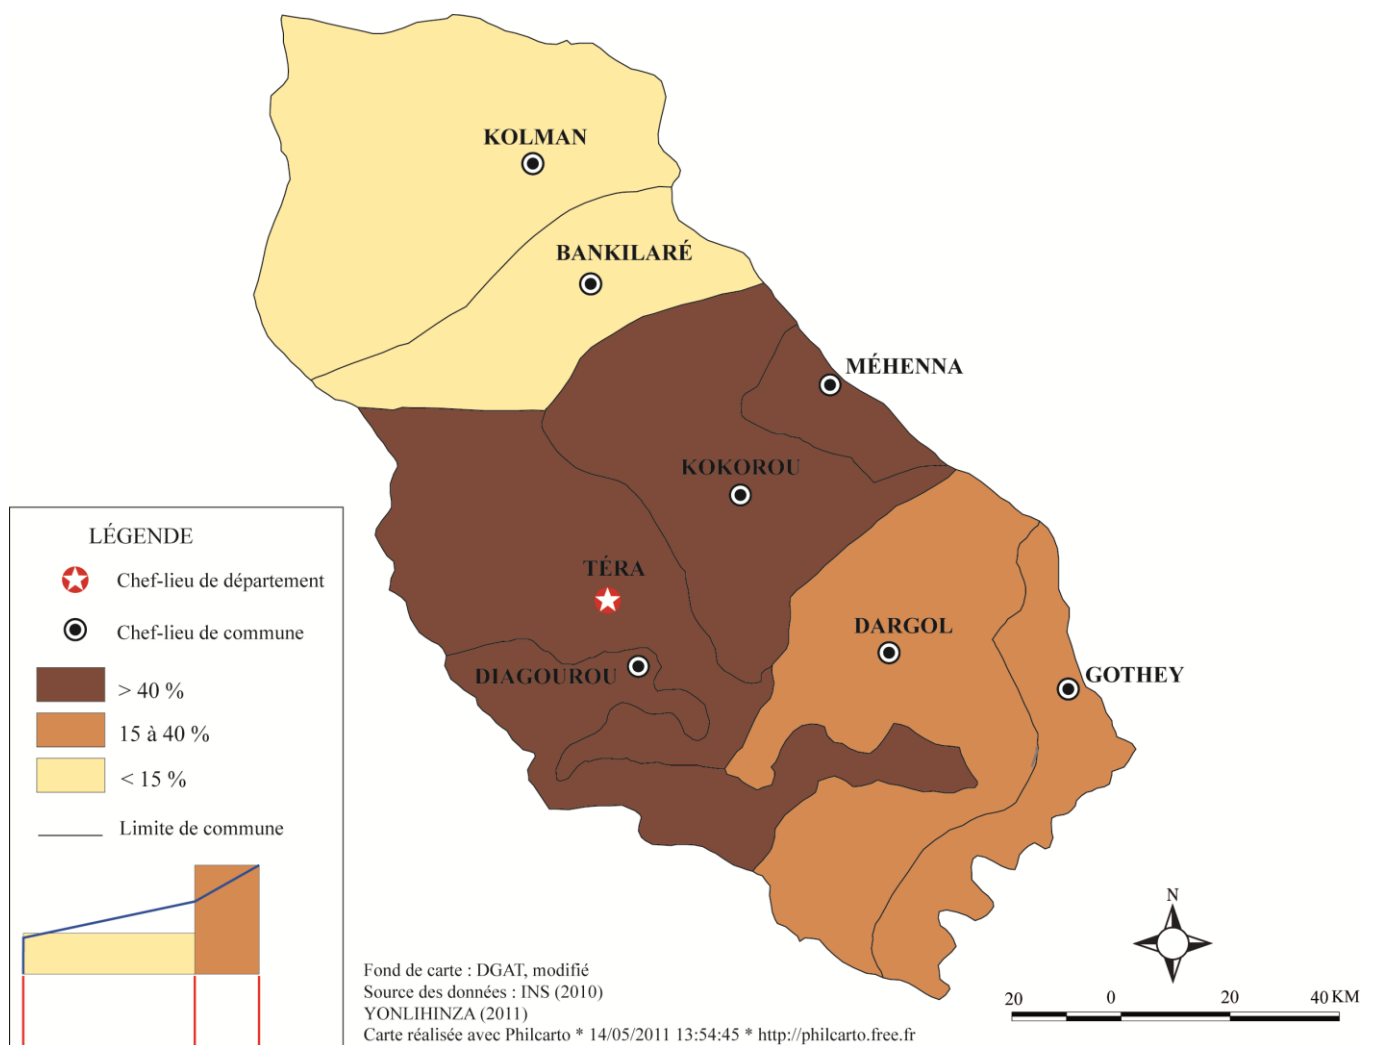 KOLMAN
BANKILARÉ
MÉHENNA
KOKOROU
TÉRA
DARGOL
DIAGOUROU
GOTHEY
LÉGENDE
Chef-lieu de département
Chef-lieu de commune
> 40 %
15 à 40 %
< 15 %
Limite de commune
Fond de carte : DGAT, modifié
Source des données : INS (2010)
YONLIHINZA (2011)
Carte réalisée avec Philcarto * 14/05/2011 13:54:45 * http://philcarto.free.fr
N
20 0 20 40 KM